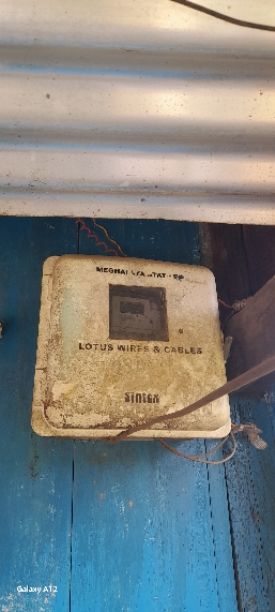 LOTUS WIRES & CABLES
SINTEX
Galaxy A12